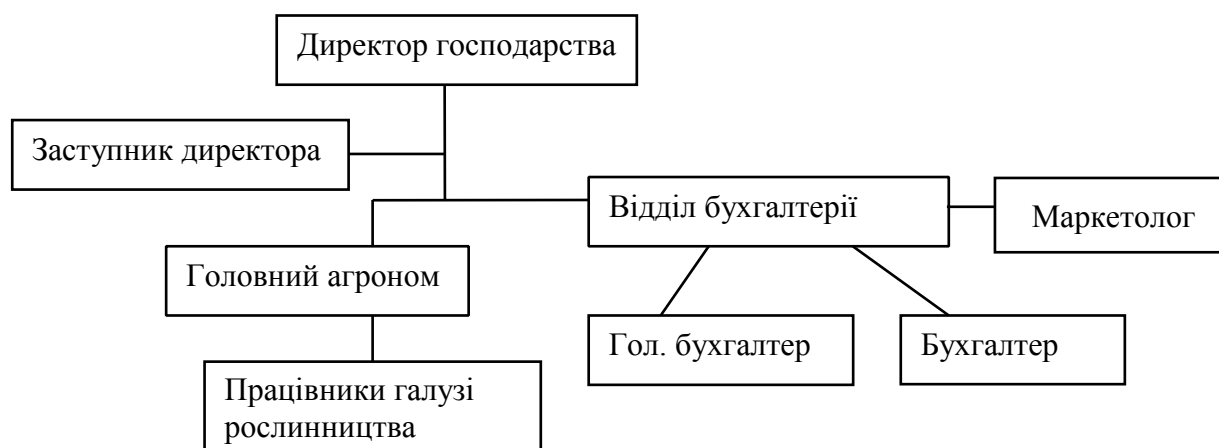 Директор господарства
Заступник директора
Відділ бухгалтерії
Маркетолог
Головний агроном
Гол. бухгалтер
Бухгалтер
Працівники галузі
рослинництва